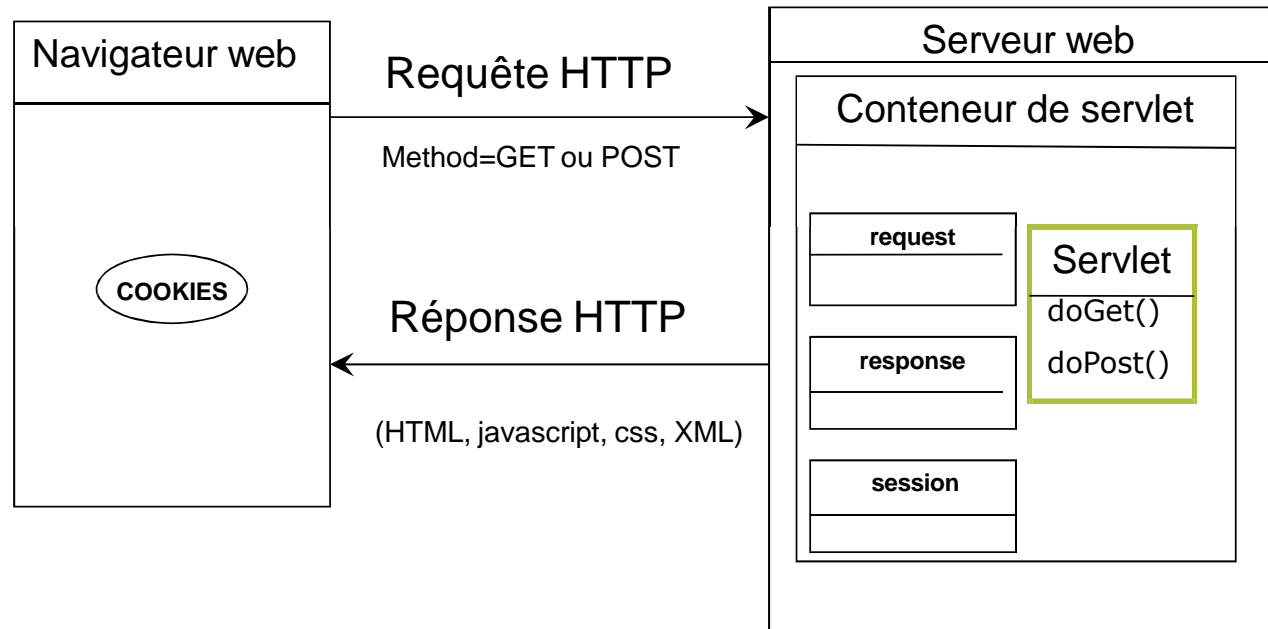 Navigateur web
COOKIES
Requête HTTP
Method=GET ou POST
Réponse HTTP
(HTML, javascript, css, XML)
Serveur web
Conteneur de servlet
request
response
session
Servlet
doGet()
doPost()